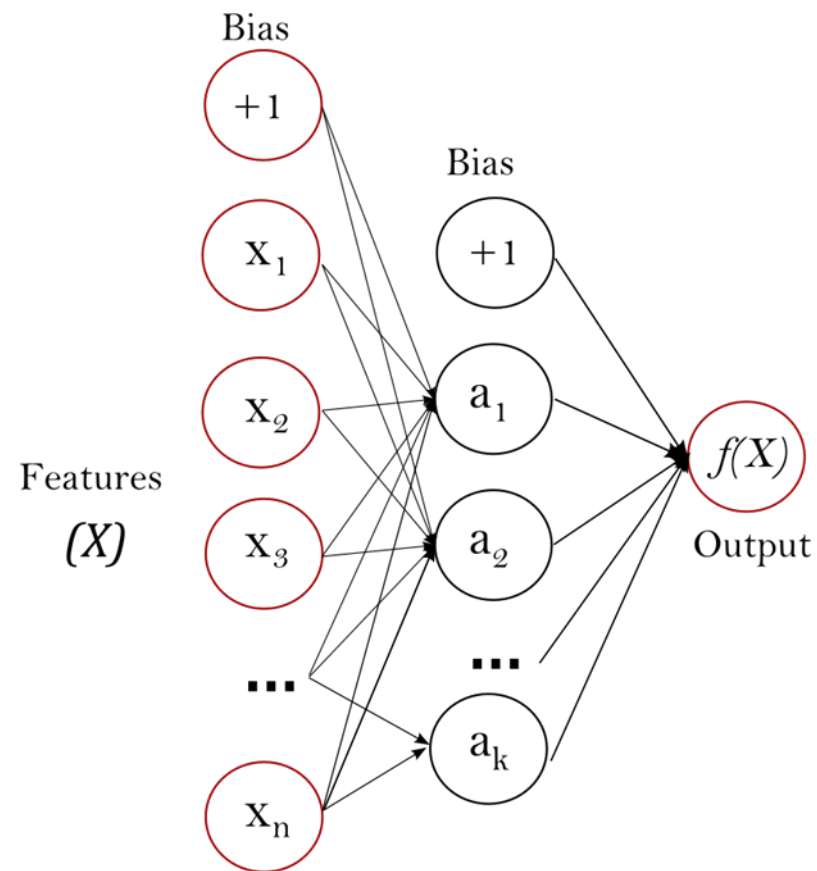 Bias
+1
Bias
x₁
+1
x₂
a₁
f(X)
Features
(X)
x₃
a₂
Output
...
...
aₖ
xₙ